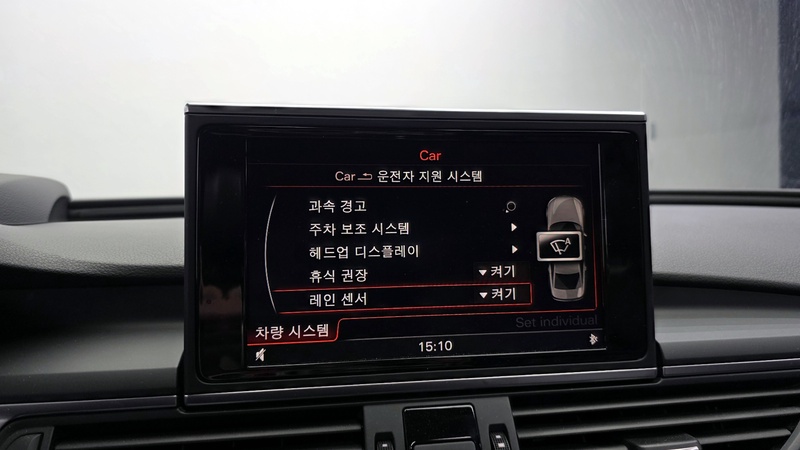 Car
Car 운전자 지원 시스템
과속 경고
주차 보조 시스템
헤드업 디스플레이
휴식 권장 켜기
레인 센서 켜기
Set individual
차량 시스템
15:10
A